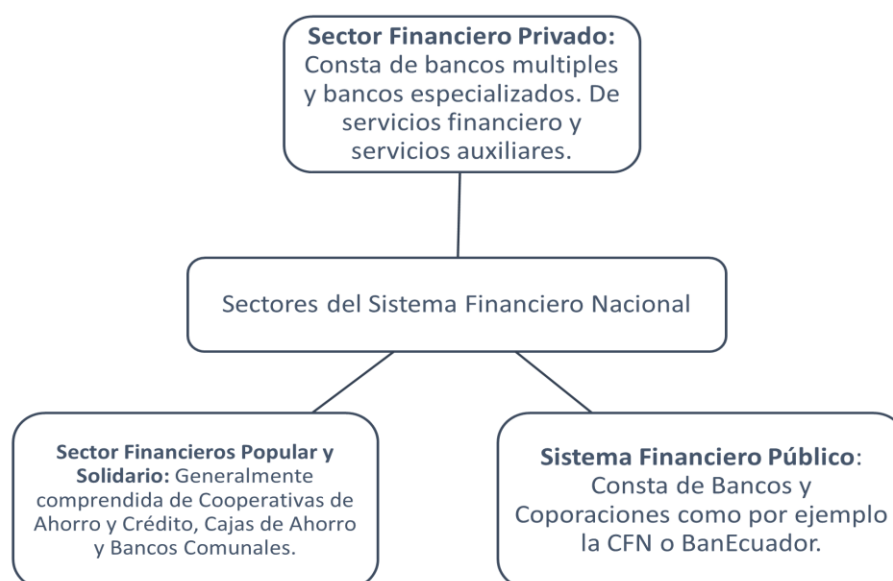 Sector Financiero Privado:
Consta de bancos multiples
y bancos especializados. De
servicios financiero y
servicios auxiliares.
Sectores del Sistema Financiero Nacional
Sector Financieros Popular y
Solidario: Generalmente
comprendida de Cooperativas de
Ahorro y Crédito, Cajas de Ahorro
y Bancos Comunales.
Sistema Financiero Público:
Consta de Bancos y
Coporaciones como por ejemplo
la CFN o BanEcuador.